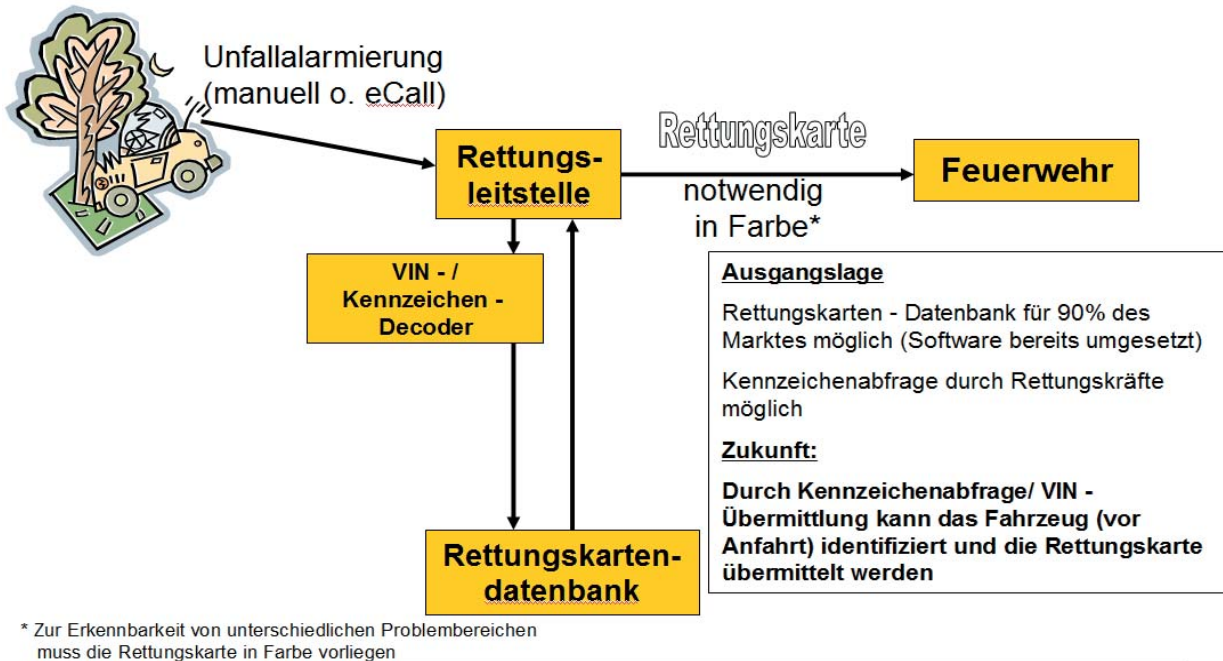 Unfallalarmierung
(manuell o. eCall)
Rettungs-
leitstelle
Rettungskarte
notwendig
in Farbe*
Feuerwehr
VIN - /
Kennzeichen -
Decoder
Ausgangslage
Rettungskarten - Datenbank für 90% des
Marktes möglich (Software bereits umgesetzt)
Kennzeichenabfrage durch Rettungskräfte
möglich
Zukunft:
Durch Kennzeichenabfrage/ VIN -
Übermittlung kann das Fahrzeug (vor
Anfahrt) identifiziert und die Rettungskarte
übermittelt werden
Rettungskarten-
datenbank
* Zur Erkennbarkeit von unterschiedlichen Problembereichen
muss die Rettungskarte in Farbe vorliegen